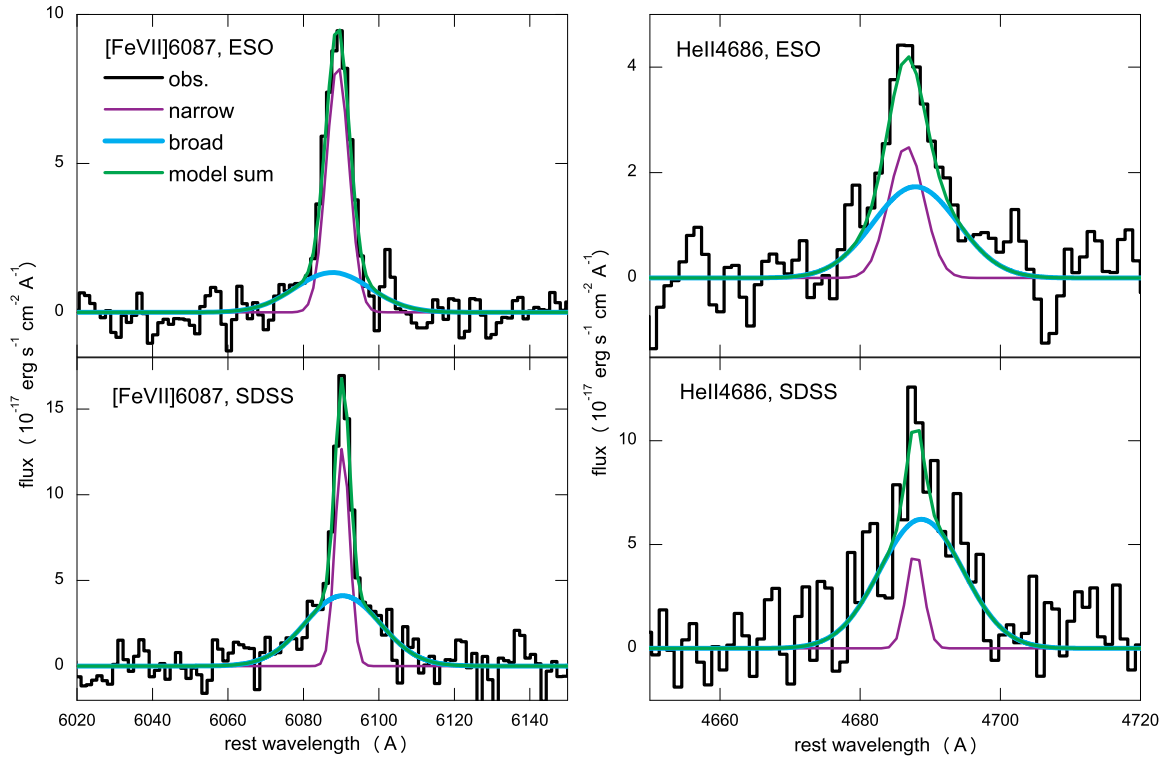 [FeVII]6087, ESO
obs.
narrow
broad
model sum
10
5
0
flux ( 10⁻¹⁷ erg s⁻¹ cm⁻² A⁻¹)
HeII4686, ESO
4
2
0
flux ( 10⁻¹⁷ erg s⁻¹ cm⁻² A⁻¹)
[FeVII]6087, SDSS
15
10
5
0
HeII4686, SDSS
10
5
0
6020 6040 6060 6080 6100 6120 6140
rest wavelength ( A )
4660 4680 4700 4720
rest wavelength ( A )